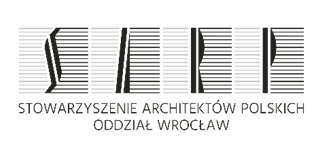 SARP
STOWARZYSZENIE ARCHITEKTÓW POLSKICH
ODDZIAŁ WROCŁAW